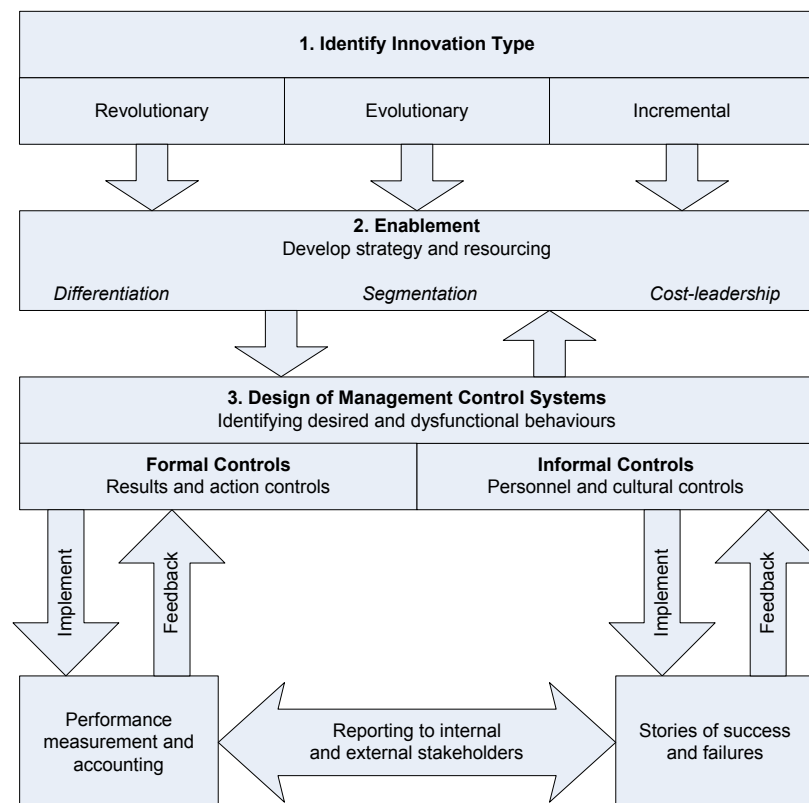 1. Identify Innovation Type
Revolutionary
Evolutionary
Incremental
2. Enablement
Develop strategy and resourcing
Differentiation
Segmentation
Cost-leadership
3. Design of Management Control Systems
Identifying desired and dysfunctional behaviours
Formal Controls
Results and action controls
Informal Controls
Personnel and cultural controls
Implement
Feedback
Implement
Feedback
Performance
measurement and
accounting
Reporting to internal
and external stakeholders
Stories of success
and failures